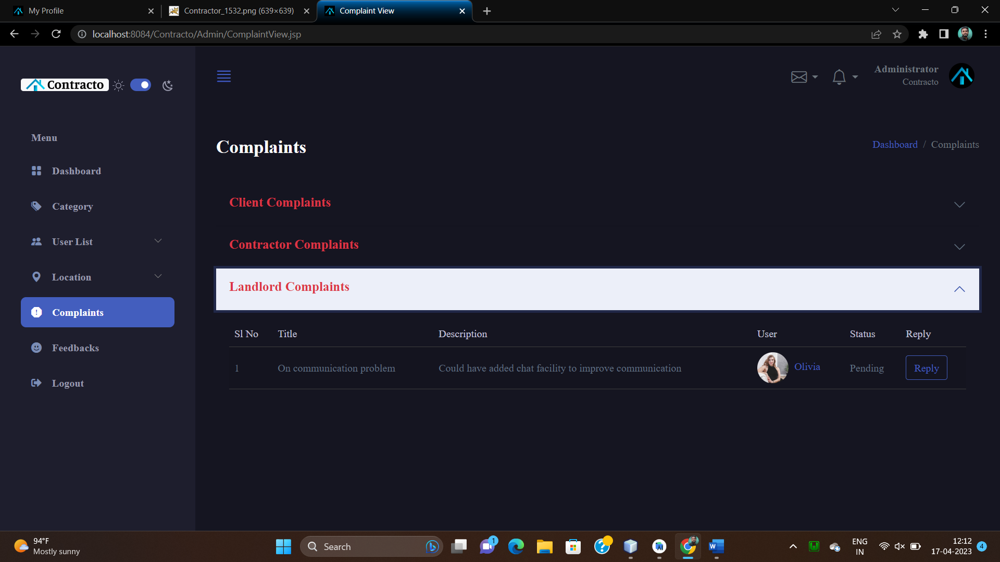 My Profile
Contractor_1532.png (639×639)
Complaint View
localhost:8084/Contracto/Admin/ComplaintView.jsp
Contracto
Administrator
Contracto
Menu
Dashboard
Category
User List
Location
Complaints
Feedbacks
Logout
Complaints
Dashboard / Complaints
Client Complaints
Contractor Complaints
Landlord Complaints
Sl No Title Description User Status Reply
1 On communication problem Could have added chat facility to improve communication Olivia Pending Reply
94°F
Mostly sunny
Search
1
W
ENG
IN
12:12
17-04-2023
4